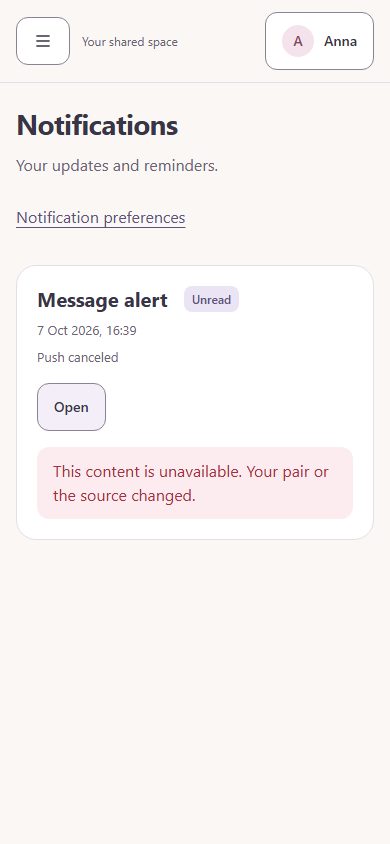 Your shared space
A
Anna
Notifications
Your updates and reminders.
Notification preferences
Message alert
Unread
7 Oct 2026, 16:39
Push canceled
Open
This content is unavailable. Your pair or
the source changed.